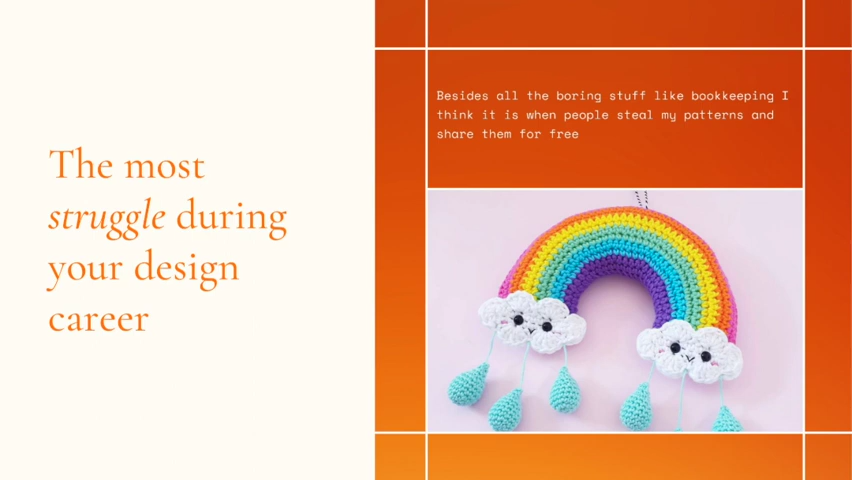 The most
struggle during
your design
career
Besides all the boring stuff like bookkeeping I
think it is when people steal my patterns and
share them for free